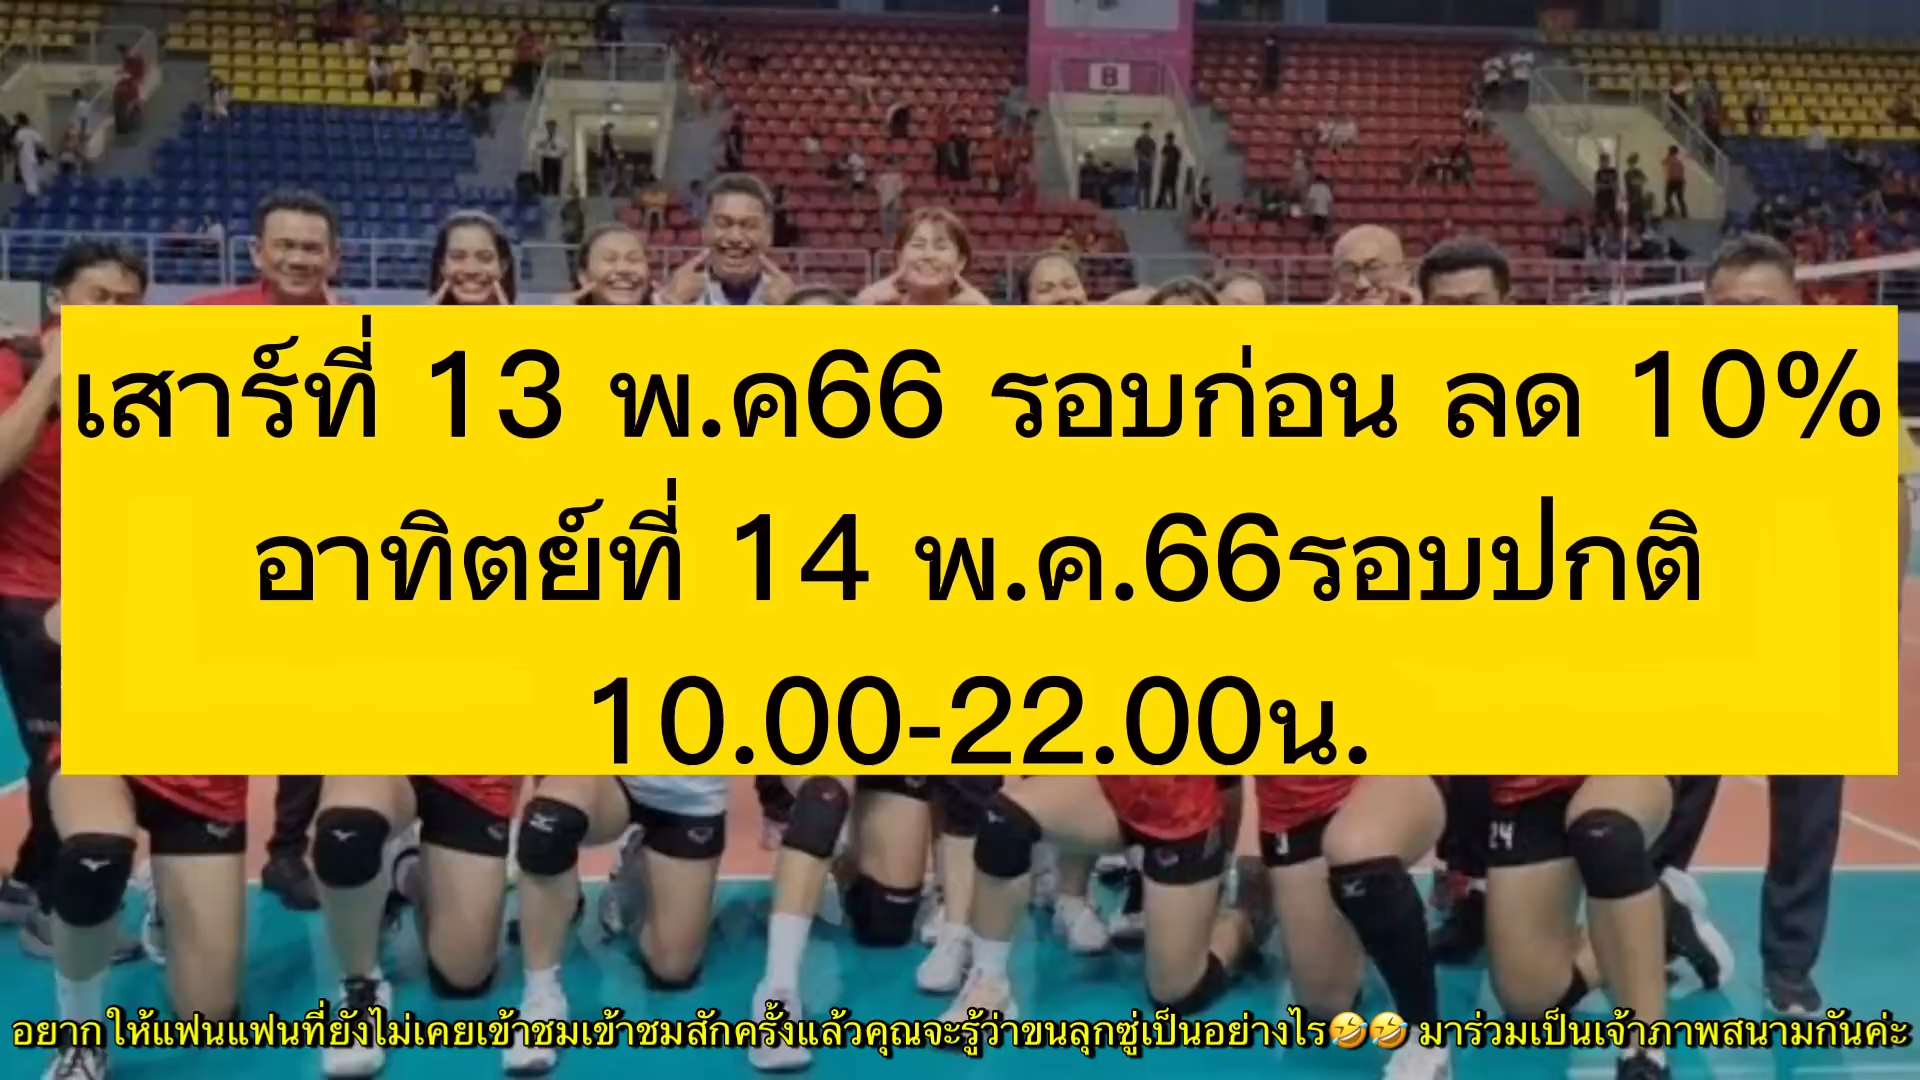 B
เสาร์ที่ 13 พ.ค66 รอบก่อน ลด 10%
อาทิตย์ที่ 14 พ.ค.66รอบปกติ
10.00-22.00น.
24
อยากให้แฟนแฟนที่ยังไม่เคยเข้าชมเข้าชมสักครั้งแล้วคุณจะรู้ว่าขนลุกซู่เป็นอย่างไร🤣🤣 มาร่วมเป็นเจ้าภาพสนามกันค่ะ